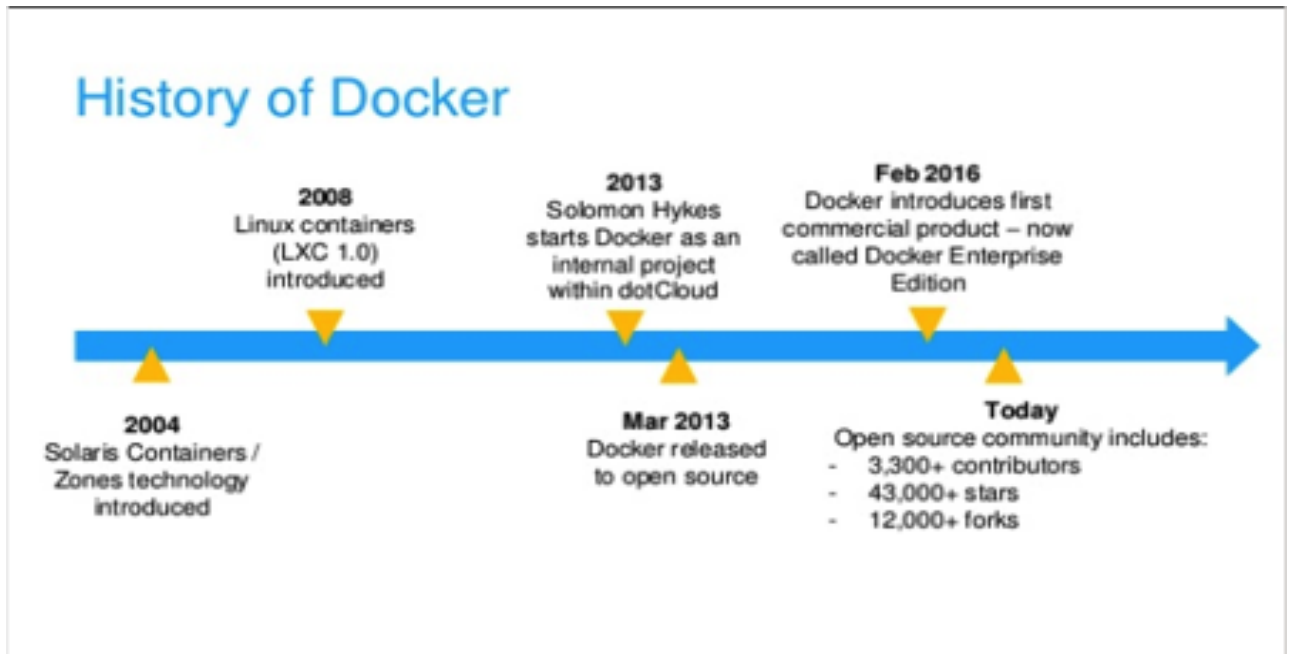 History of Docker
2008
Linux containers
(LXC 1.0)
introduced
2013
Solomon Hykes
starts Docker as an
internal project
within dotCloud
Feb 2016
Docker introduces first
commercial product – now
called Docker Enterprise
Edition
2004
Solaris Containers /
Zones technology
introduced
Mar 2013
Docker released
to open source
Today
Open source community includes:
- 3,300+ contributors
- 43,000+ stars
- 12,000+ forks